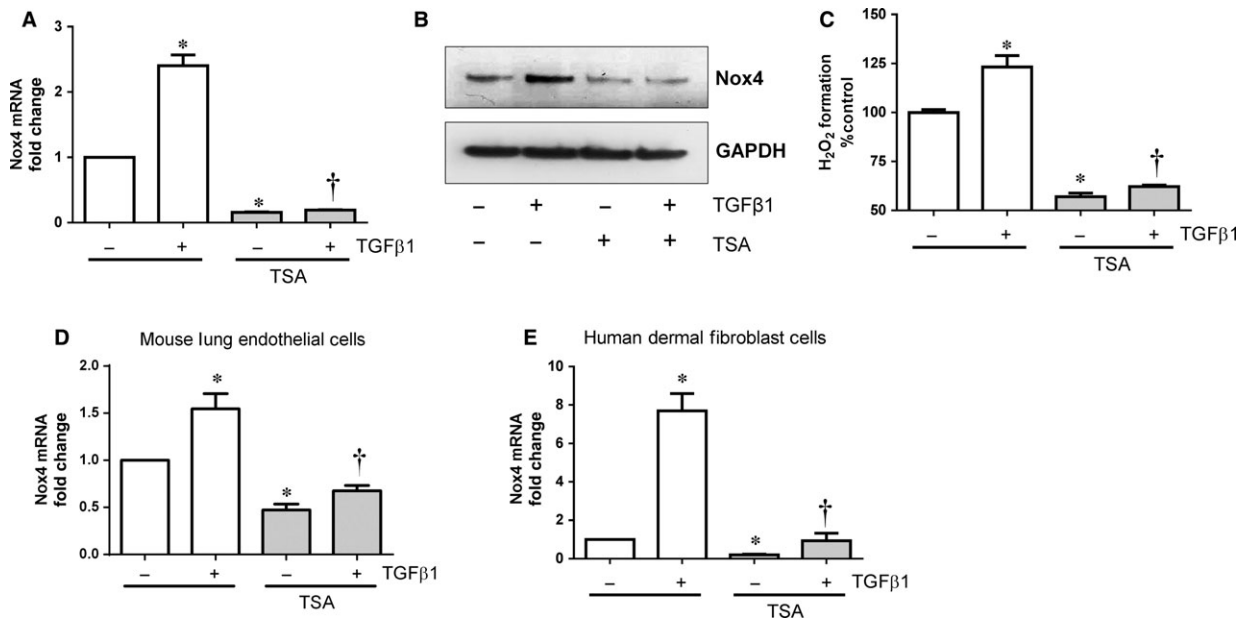 A
Nox4 mRNA
fold change
3
2
1
0
*
*
†
– + – + TGFβ1
TSA
B
Nox4
GAPDH
– + – + TGFβ1
– – + + TSA
C
H₂O₂ formation
%control
150
125
100
75
50
*
*
†
– + – + TGFβ1
TSA
D
Mouse lung endothelial cells
Nox4 mRNA
fold change
2.0
1.5
1.0
0.5
0.0
*
*
†
– + – + TGFβ1
TSA
E
Human dermal fibroblast cells
Nox4 mRNA
fold change
10
8
6
4
2
0
*
*
†
– + – + TGFβ1
TSA